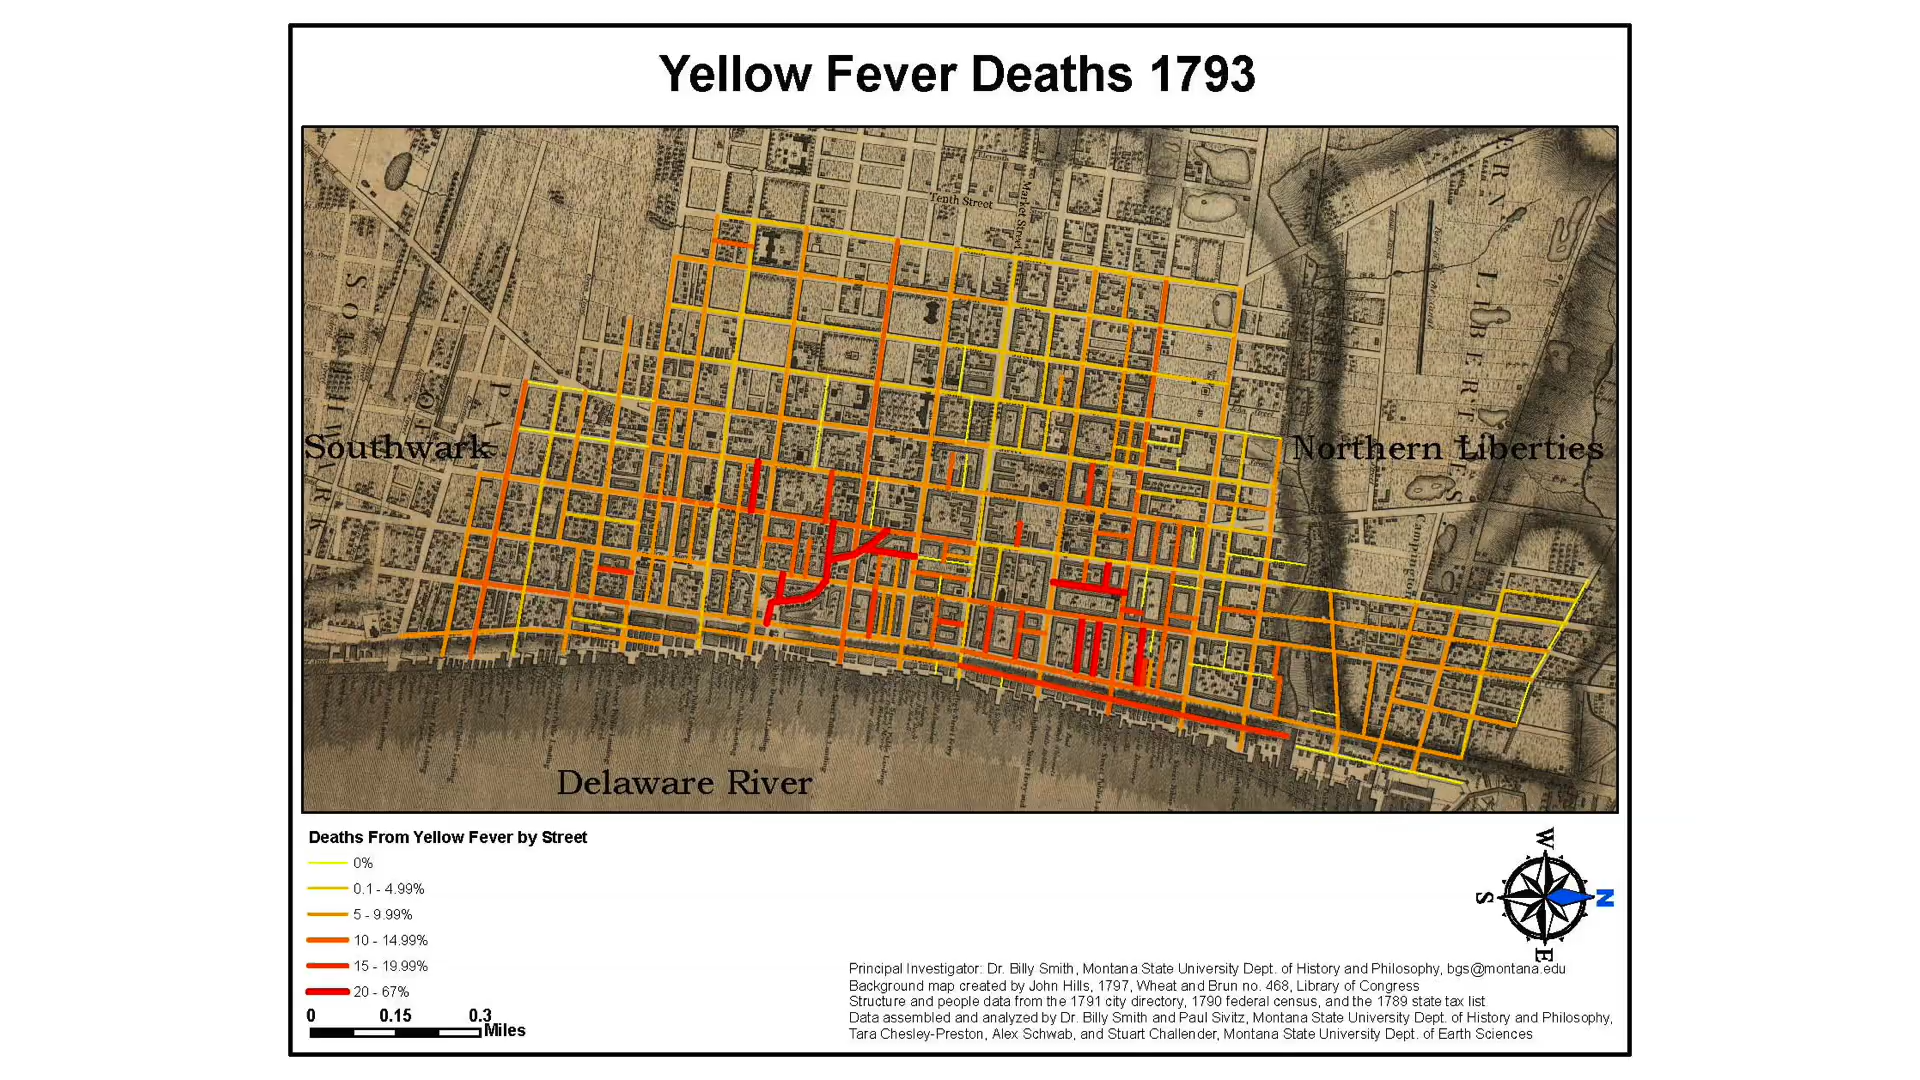 Yellow Fever Deaths 1793
Eleventh
Tenth Street
Market Street
Southwark
Northern Liberties
Delaware River
Deaths From Yellow Fever by Street
0%
0.1 - 4.99%
5 - 9.99%
10 - 14.99%
15 - 19.99%
20 - 67%
0 0.15 0.3
Miles
W
S N
E
Principal Investigator: Dr. Billy Smith, Montana State University Dept. of History and Philosophy, bgs@montana.edu
Background map created by John Hills, 1797, Wheat and Brun no. 468, Library of Congress
Structure and people data from the 1791 city directory, 1790 federal census, and the 1789 state tax list
Data assembled and analyzed by Dr. Billy Smith and Paul Sivitz, Montana State University Dept. of History and Philosophy,
Tara Chesley-Preston, Alex Schwab, and Stuart Challender, Montana State University Dept. of Earth Sciences